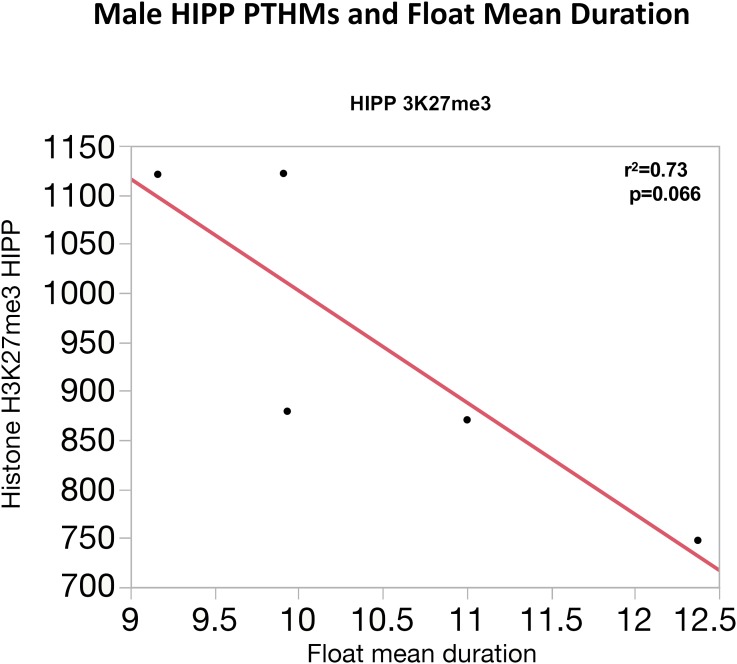 Male HIPP PTHMs and Float Mean Duration
HIPP 3K27me3
r²=0.73
p=0.066
Histone H3K27me3 HIPP
1150
1100
1050
1000
950
900
850
800
750
700
9 9.5 10 10.5 11 11.5 12 12.5
Float mean duration